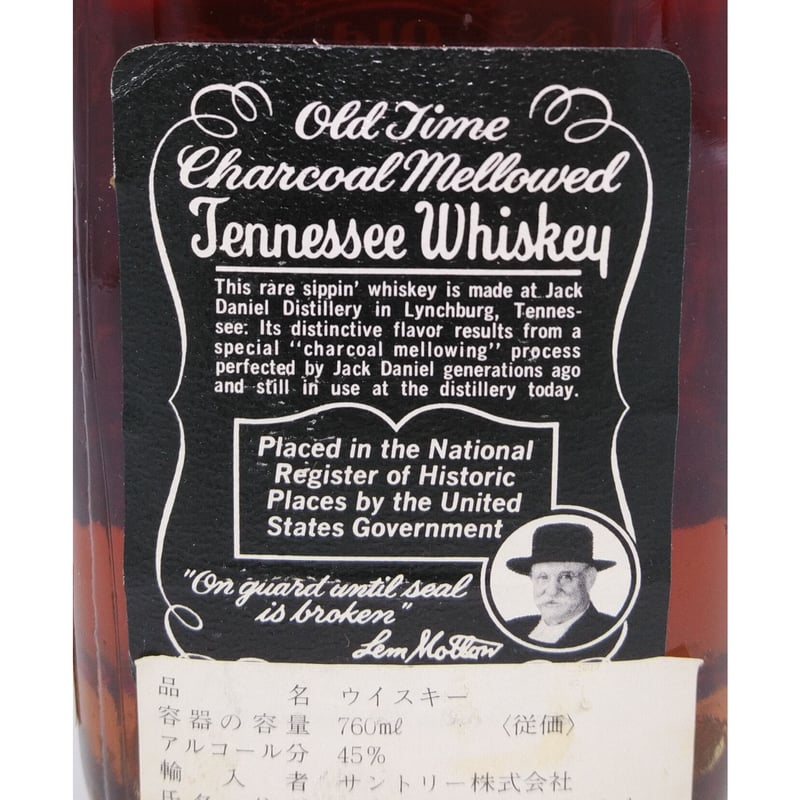 Old Time
Charcoal Mellowed
Tennessee Whiskey
This rare sippin' whiskey is made at Jack
Daniel Distillery in Lynchburg, Tennes-
see. Its distinctive flavor results from a
special "charcoal mellowing" process
perfected by Jack Daniel generations ago
and still in use at the distillery today.
Placed in the National
Register of Historic
Places by the United
States Government
"On guard until seal
is broken"
Lem Motlow
品名 ウイスキー
容器の容量 760ml 〈従価〉
アルコール分 45%
輸入者 サントリー株式会社